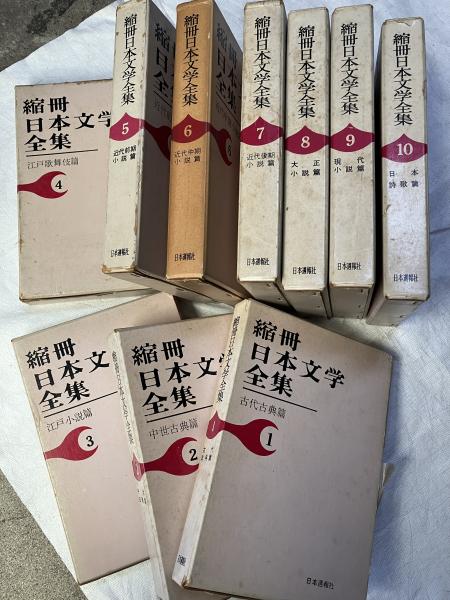 縮冊
日本文学
全集
江戸歌舞伎篇
4
縮冊日本文学全集
5
近代前期
小説篇
日本週報社
縮冊日本文学全集
6
近代中期
小説篇
日本週報社
縮冊日本文学全集
7
近代後期
小説篇
日本週報社
縮冊日本文学全集
8
大正
小説篇
日本週報社
縮冊日本文学全集
9
現代
小説篇
日本週報社
縮冊日本文学全集
10
日本
詩歌篇
日本週報社
縮冊
日本文学
全集
江戸小説篇
3
縮冊
日本文学
全集
中世古典篇
2
縮冊
日本文学
全集
古代古典篇
1
日本週報社